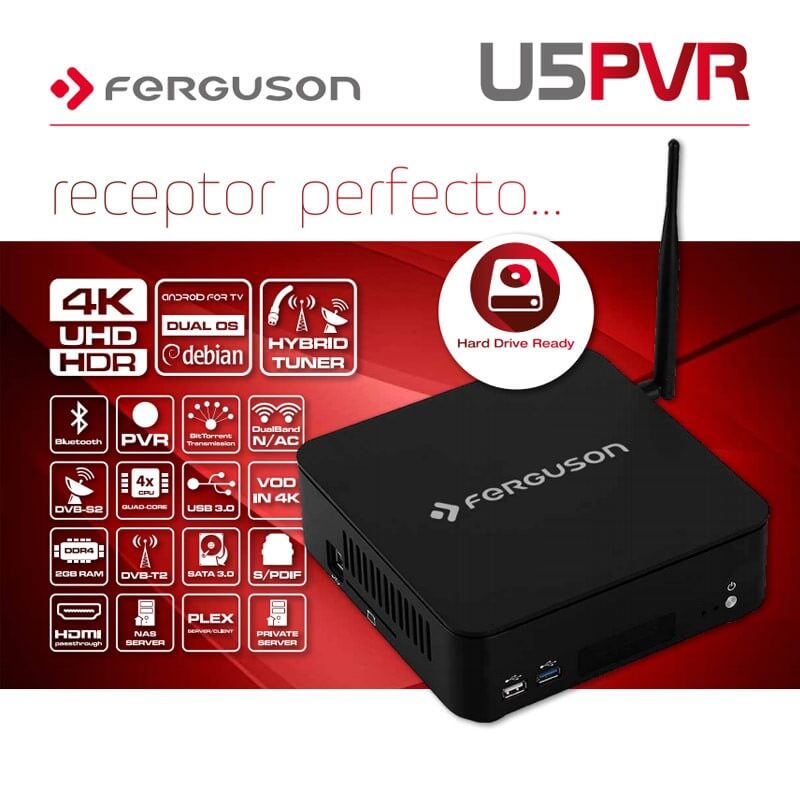 FERGUSON
U5PVR
receptor perfecto...
4K
UHD
HDR
ANDROID FOR TV
DUAL OS
debian
HYBRID
TUNER
Hard Drive Ready
Bluetooth
PVR
BitTorrent
Transmission
DualBand
N/AC
DVB-S2
4x
CPU
QUAD-CORE
USB 3.0
VOD
IN 4K
DDR4
2GB RAM
DVB-T2
SATA 3.0
S/PDIF
HDMI
passthrough
NAS
SERVER
PLEX
SERVER/CLIENT
PRIVATE
SERVER
FERGUSON